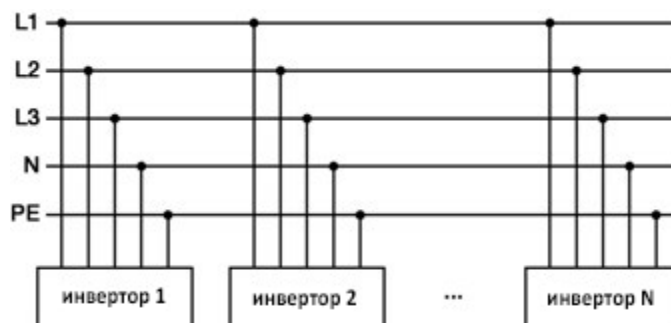 L1
L2
L3
N
PE
инвертор 1
инвертор 2
...
инвертор N